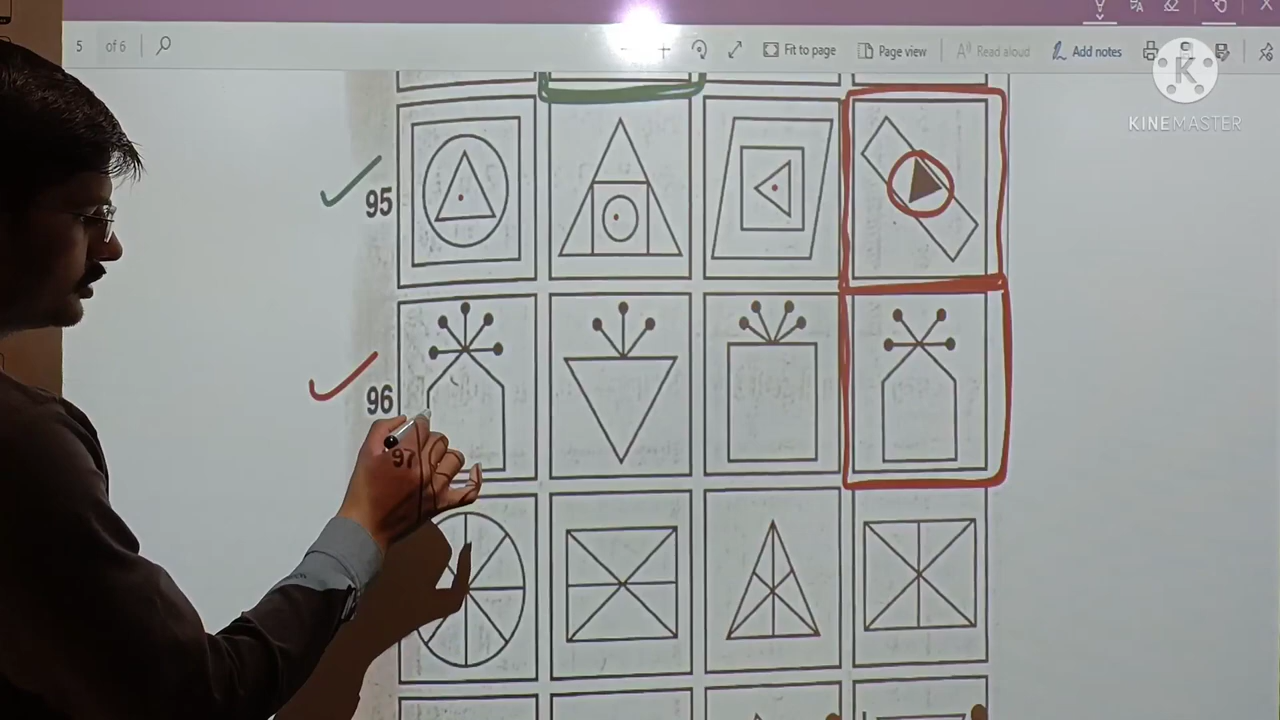 5 of 6
Fit to page
Page view
Read aloud
Add notes
K
KINEMASTER
95
96
97